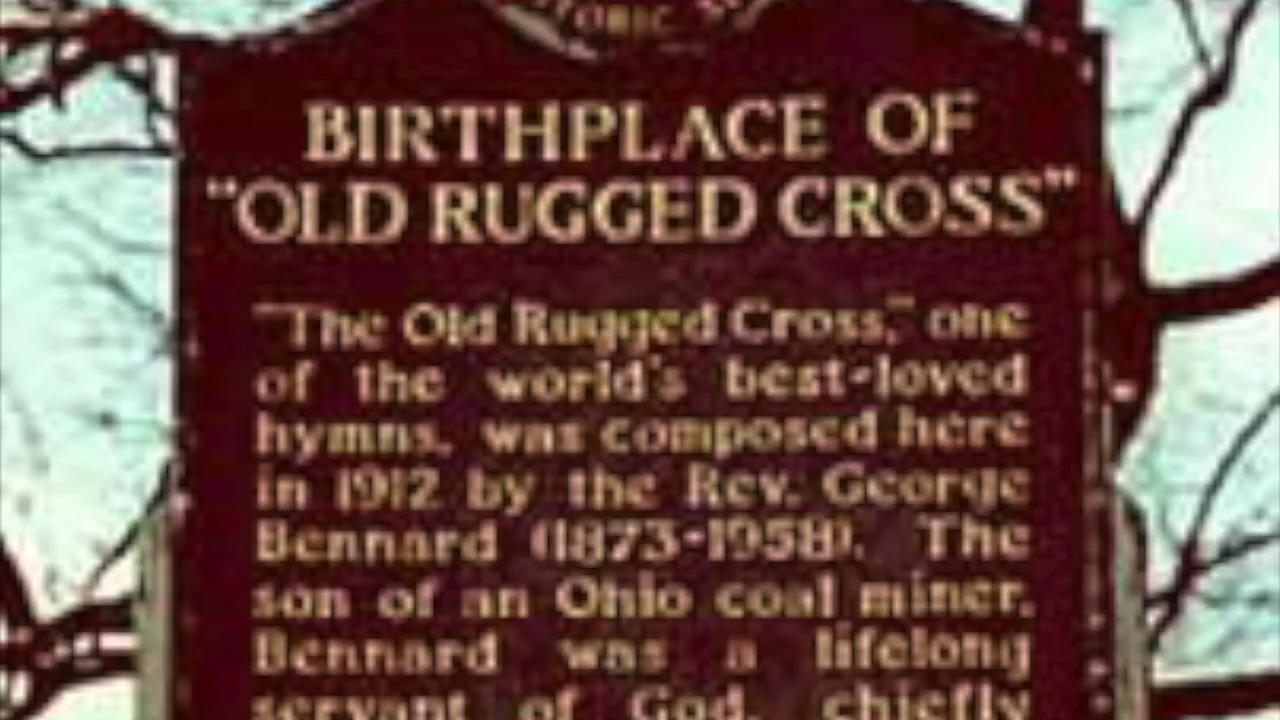 BIRTHPLACE OF
"OLD RUGGED CROSS"
"The Old Rugged Cross," one
of the world's best-loved
hymns, was composed here
in 1912 by the Rev. George
Bennard (1873-1958). The
son of an Ohio coal miner,
Bennard was a lifelong
servant of God, chiefly